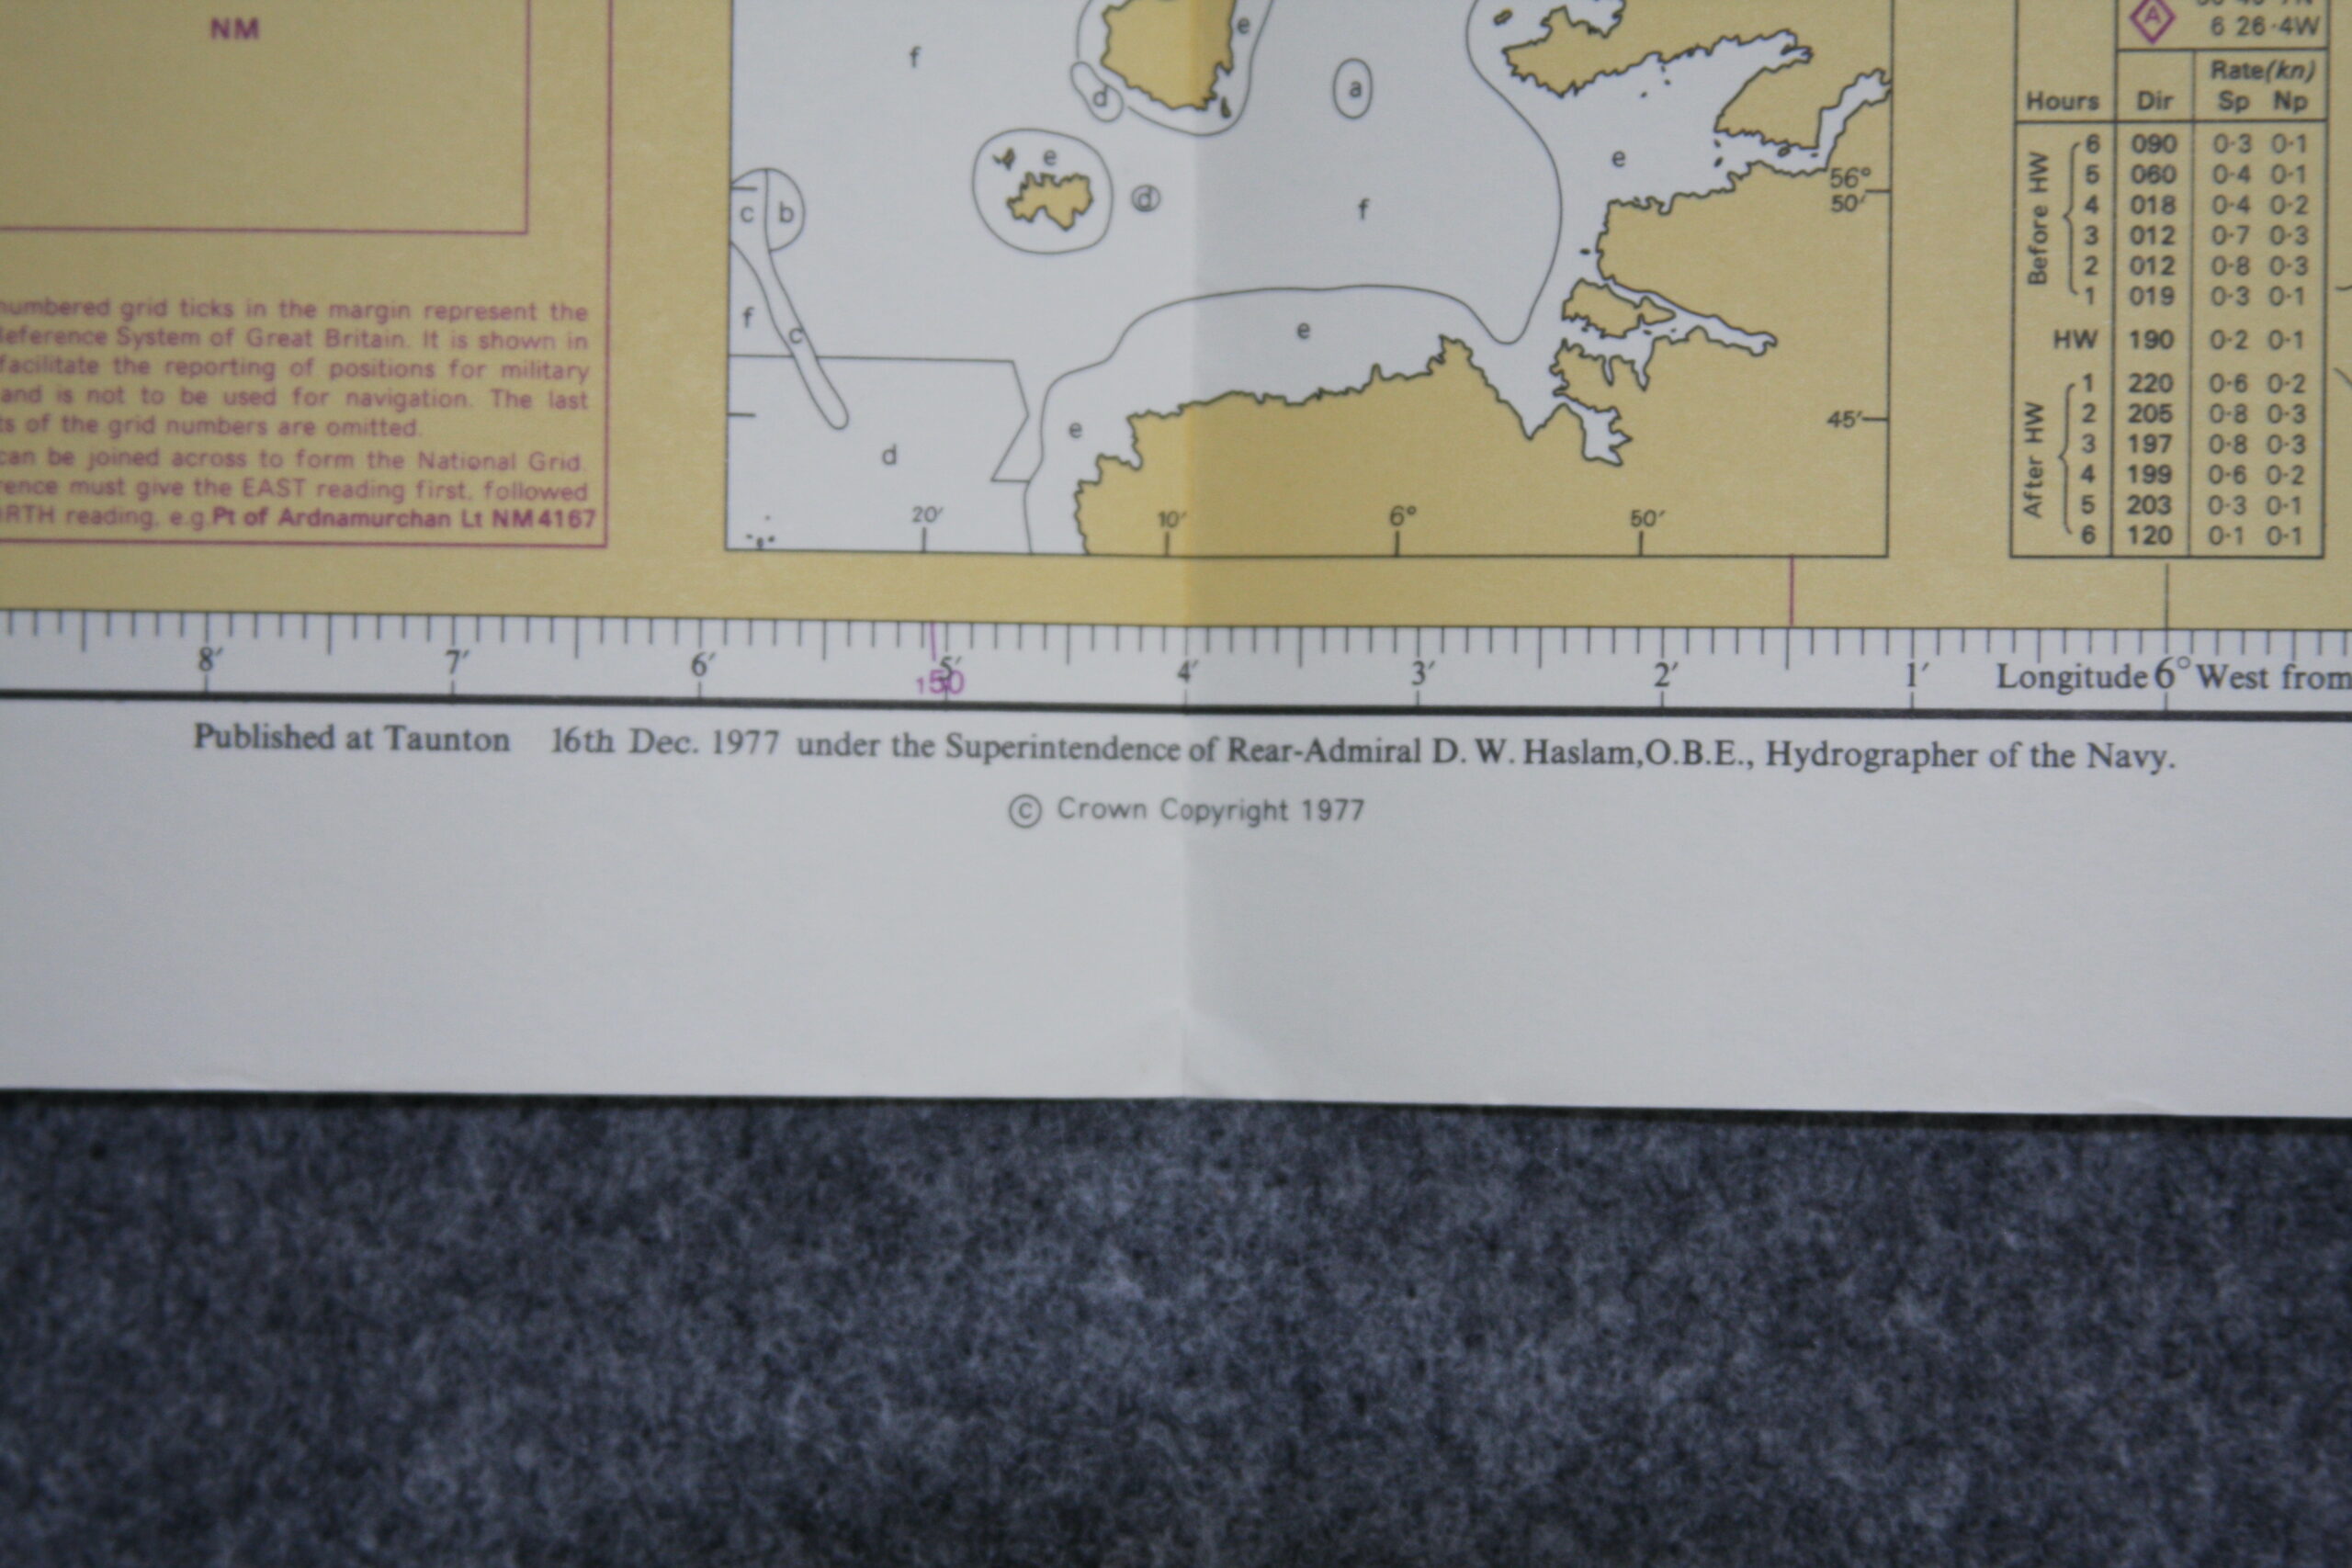 NM
numbered grid ticks in the margin represent the
Reference System of Great Britain. It is shown in
facilitate the reporting of positions for military
and is not to be used for navigation. The last
ts of the grid numbers are omitted.
can be joined across to form the National Grid.
rence must give the EAST reading first, followed
RTH reading, e.g. Pt of Ardnamurchan Lt NM4167
f
e
d
a
e
d
e
c b
f
56°
50′
f
c
e
e
d
45′
20′ 10′ 6° 50′
A
6 26·4W
Rate(kn)
Hours Dir Sp Np
Before HW
6 090 0·3 0·1
5 060 0·4 0·1
4 018 0·4 0·2
3 012 0·7 0·3
2 012 0·8 0·3
1 019 0·3 0·1
HW 190 0·2 0·1
After HW
1 220 0·6 0·2
2 205 0·8 0·3
3 197 0·8 0·3
4 199 0·6 0·2
5 203 0·3 0·1
6 120 0·1 0·1
8′ 7′ 6′ 5′ 4′ 3′ 2′ 1′ Longitude 6° West from
150
Published at Taunton 16th Dec. 1977 under the Superintendence of Rear-Admiral D. W. Haslam, O.B.E., Hydrographer of the Navy.
© Crown Copyright 1977